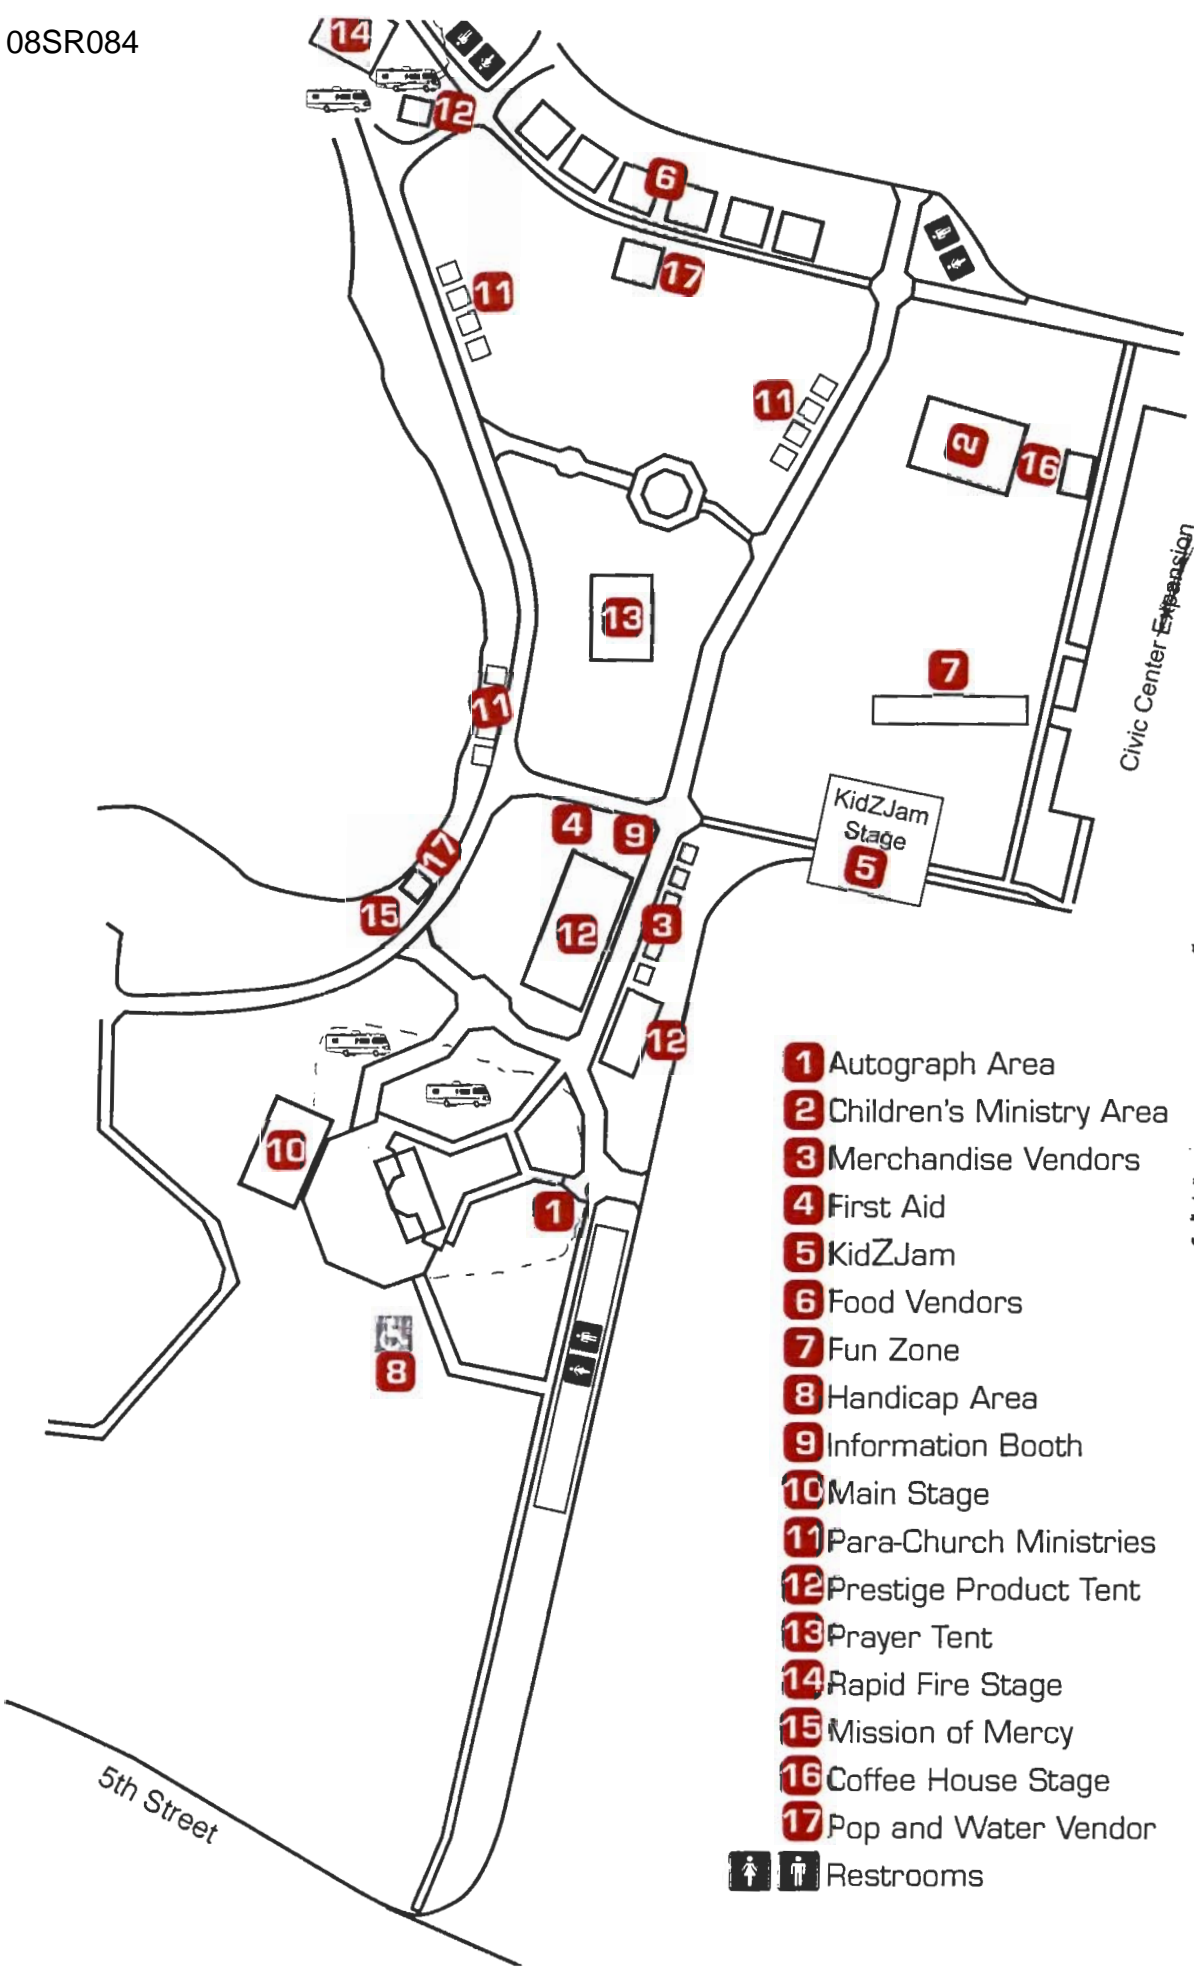 08SR084
14
12
6
17
11
11
2
16
13
7
11
Civic Center Expansion
KidZJam
Stage
5
4
9
17
15
12
3
12
10
1
8
1 Autograph Area
2 Children's Ministry Area
3 Merchandise Vendors
4 First Aid
5 KidZJam
6 Food Vendors
7 Fun Zone
8 Handicap Area
9 Information Booth
10 Main Stage
11 Para-Church Ministries
12 Prestige Product Tent
13 Prayer Tent
14 Rapid Fire Stage
15 Mission of Mercy
16 Coffee House Stage
17 Pop and Water Vendor
Restrooms
5th Street